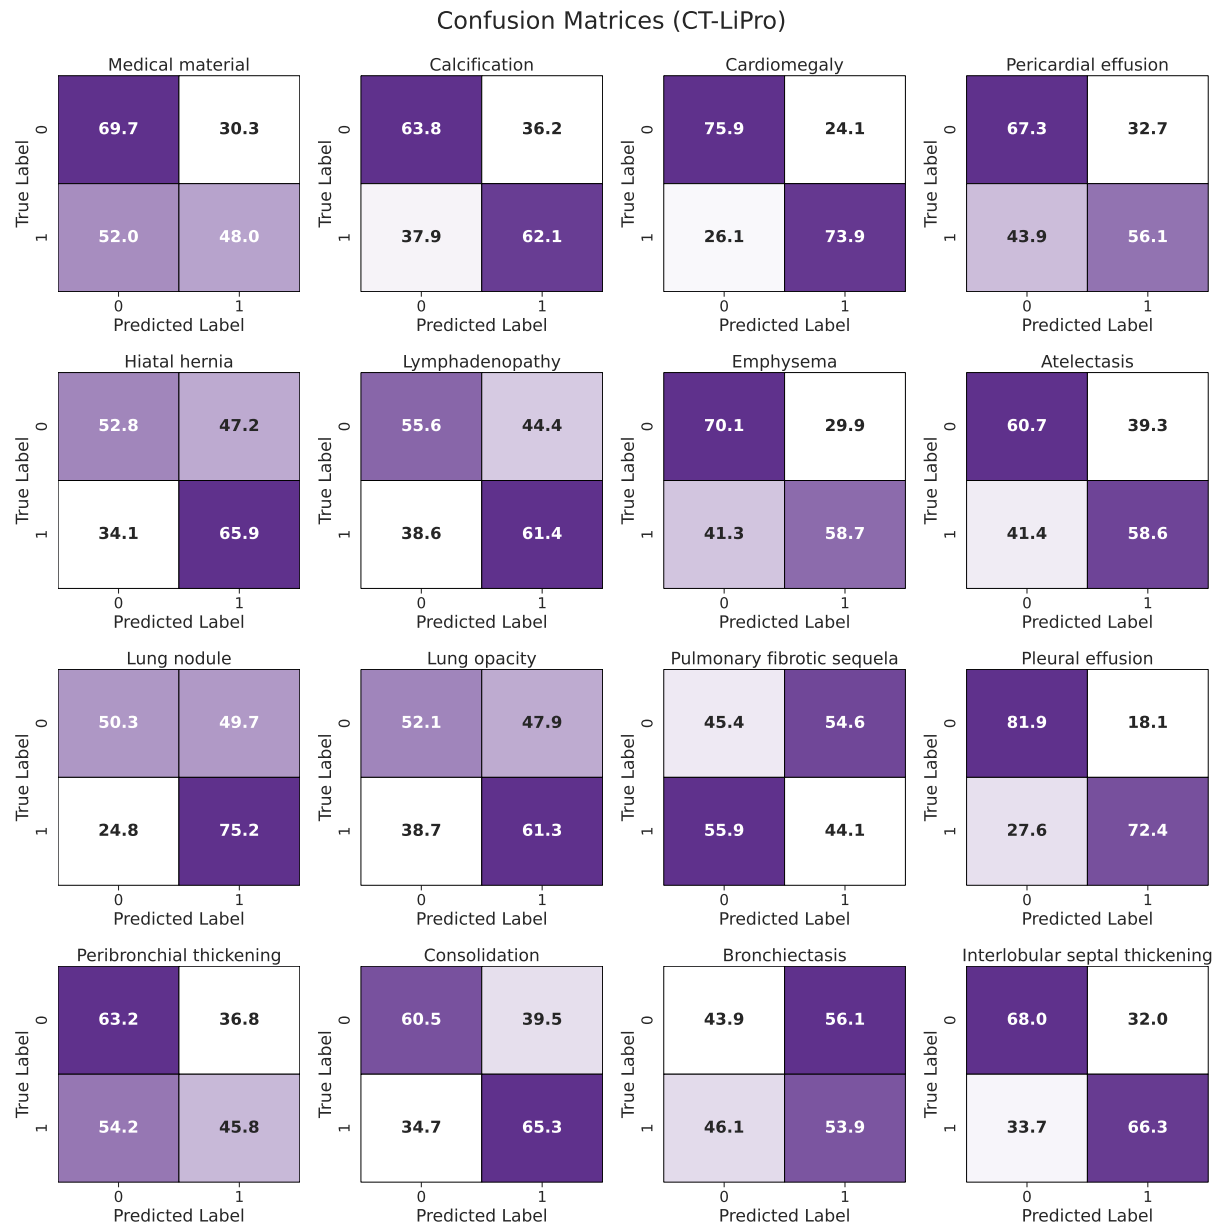 Confusion Matrices (CT-LiPro)
Medical material
Calcification
Cardiomegaly
Pericardial effusion
True Label
0
1
69.7 30.3
52.0 48.0
0 1
Predicted Label
True Label
0
1
63.8 36.2
37.9 62.1
0 1
Predicted Label
True Label
0
1
75.9 24.1
26.1 73.9
0 1
Predicted Label
True Label
0
1
67.3 32.7
43.9 56.1
0 1
Predicted Label
Hiatal hernia
Lymphadenopathy
Emphysema
Atelectasis
True Label
0
1
52.8 47.2
34.1 65.9
0 1
Predicted Label
True Label
0
1
55.6 44.4
38.6 61.4
0 1
Predicted Label
True Label
0
1
70.1 29.9
41.3 58.7
0 1
Predicted Label
True Label
0
1
60.7 39.3
41.4 58.6
0 1
Predicted Label
Lung nodule
Lung opacity
Pulmonary fibrotic sequela
Pleural effusion
True Label
0
1
50.3 49.7
24.8 75.2
0 1
Predicted Label
True Label
0
1
52.1 47.9
38.7 61.3
0 1
Predicted Label
True Label
0
1
45.4 54.6
55.9 44.1
0 1
Predicted Label
True Label
0
1
81.9 18.1
27.6 72.4
0 1
Predicted Label
Peribronchial thickening
Consolidation
Bronchiectasis
Interlobular septal thickening
True Label
0
1
63.2 36.8
54.2 45.8
0 1
Predicted Label
True Label
0
1
60.5 39.5
34.7 65.3
0 1
Predicted Label
True Label
0
1
43.9 56.1
46.1 53.9
0 1
Predicted Label
True Label
0
1
68.0 32.0
33.7 66.3
0 1
Predicted Label